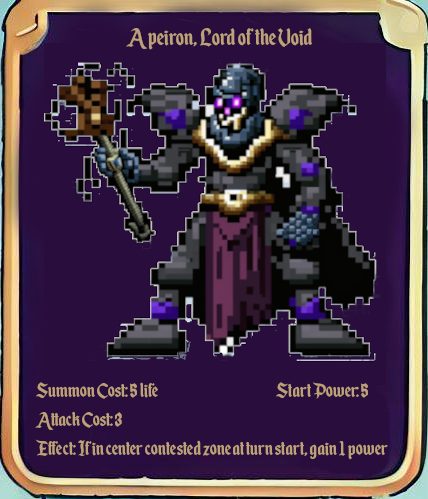 Apeiron, Lord of the Void
Summon Cost: 5 life Start Power: 5
Attack Cost: 3
Effect: If in center contested zone at turn start, gain 1 power